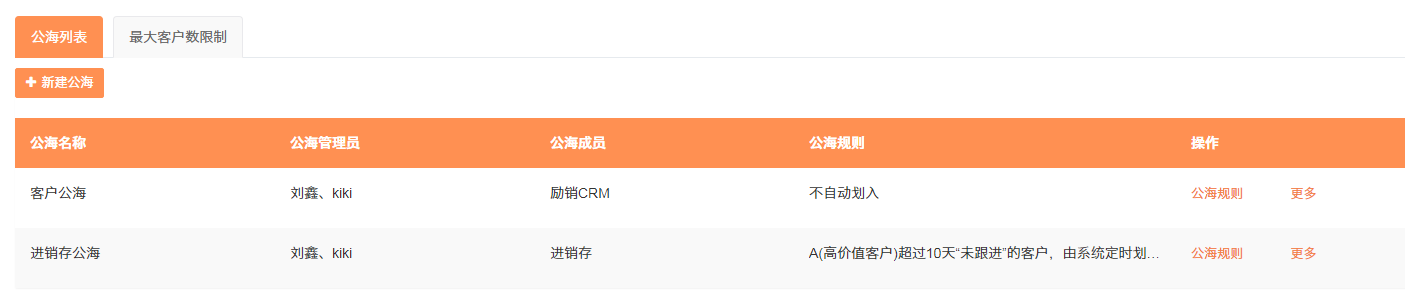 公海列表 最大客户数限制
新建公海
公海名称 公海管理员 公海成员 公海规则 操作
客户公海 刘鑫、kiki 励销CRM 不自动划入 公海规则 更多
进销存公海 刘鑫、kiki 进销存 A(高价值客户)超过10天“未跟进”的客户，由系统定时划... 公海规则 更多